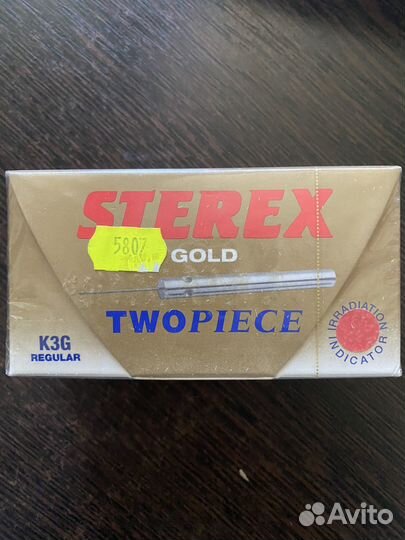 STEREX
5807
GOLD
TWOPIECE
K3G
REGULAR
IRRADIATION
INDICATOR
Avito